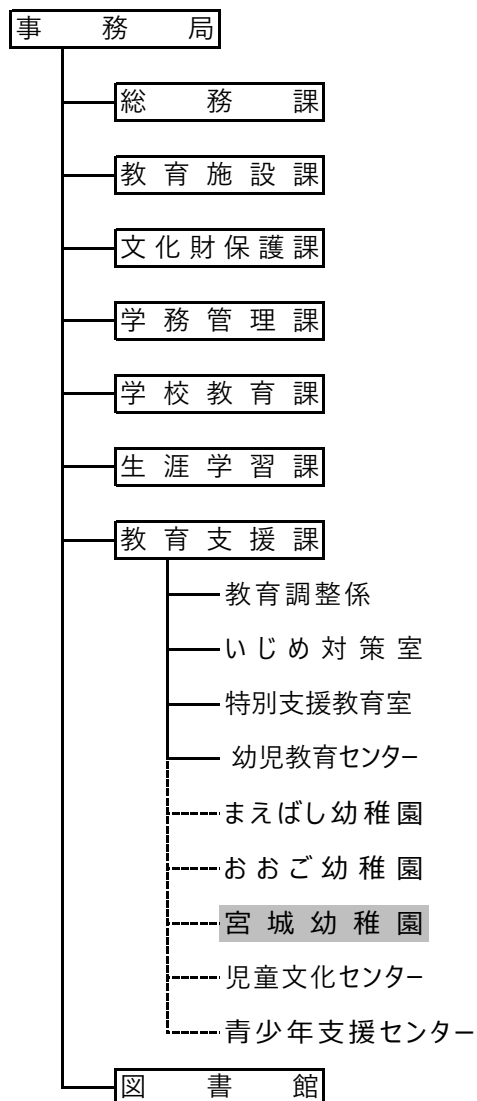 事務局
総務課
教育施設課
文化財保護課
学務管理課
学校教育課
生涯学習課
教育支援課
教育調整係
いじめ対策室
特別支援教育室
幼児教育センター
まえばし幼稚園
おおご幼稚園
宮城幼稚園
児童文化センター
青少年支援センター
図書館